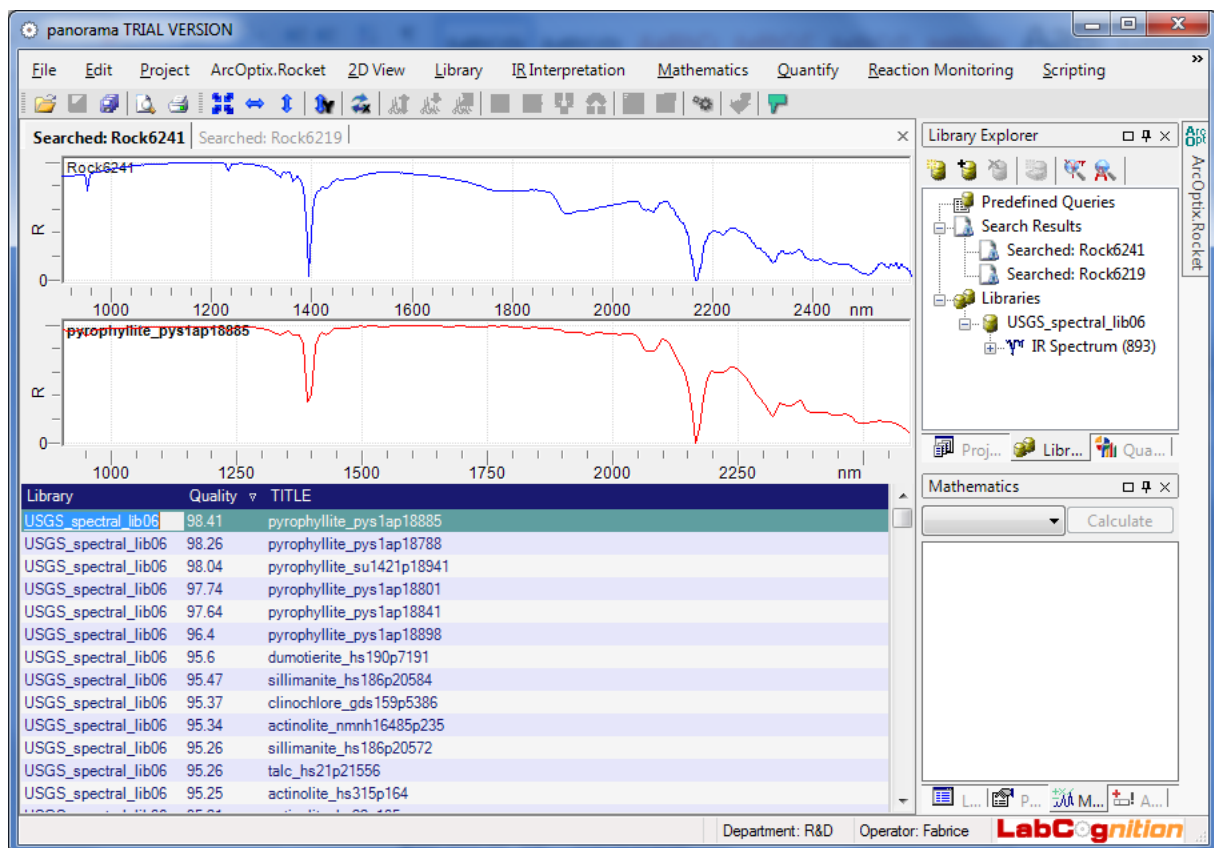 panorama TRIAL VERSION
File Edit Project ArcOptix.Rocket 2D View Library IR Interpretation Mathematics Quantify Reaction Monitoring Scripting »
Searched: Rock6241 Searched: Rock6219
Rock6241
R
0
1000 1200 1400 1600 1800 2000 2200 2400 nm
pyrophyllite_pys1ap18885
R
0
1000 1250 1500 1750 2000 2250 nm
Library Quality TITLE
USGS_spectral_lib06 98.41 pyrophyllite_pys1ap18885
USGS_spectral_lib06 98.26 pyrophyllite_pys1ap18788
USGS_spectral_lib06 98.04 pyrophyllite_su1421p18941
USGS_spectral_lib06 97.74 pyrophyllite_pys1ap18801
USGS_spectral_lib06 97.64 pyrophyllite_pys1ap18841
USGS_spectral_lib06 96.4 pyrophyllite_pys1ap18898
USGS_spectral_lib06 95.6 dumotierite_hs190p7191
USGS_spectral_lib06 95.47 sillimanite_hs186p20584
USGS_spectral_lib06 95.37 clinochlore_gds159p5386
USGS_spectral_lib06 95.34 actinolite_nmnh16485p235
USGS_spectral_lib06 95.26 sillimanite_hs186p20572
USGS_spectral_lib06 95.26 talc_hs21p21556
USGS_spectral_lib06 95.25 actinolite_hs315p164
Library Explorer
Predefined Queries
Search Results
Searched: Rock6241
Searched: Rock6219
Libraries
USGS_spectral_lib06
IR Spectrum (893)
Proj... Libr... Qua...
Mathematics
Calculate
L... P... M... A...
Arc
Opt
ArcOptix.Rocket
Department: R&D Operator: Fabrice LabCognition